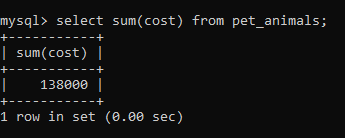 mysql> select sum(cost) from pet_animals;
+-----------+
| sum(cost) |
+-----------+
|    138000 |
+-----------+
1 row in set (0.00 sec)